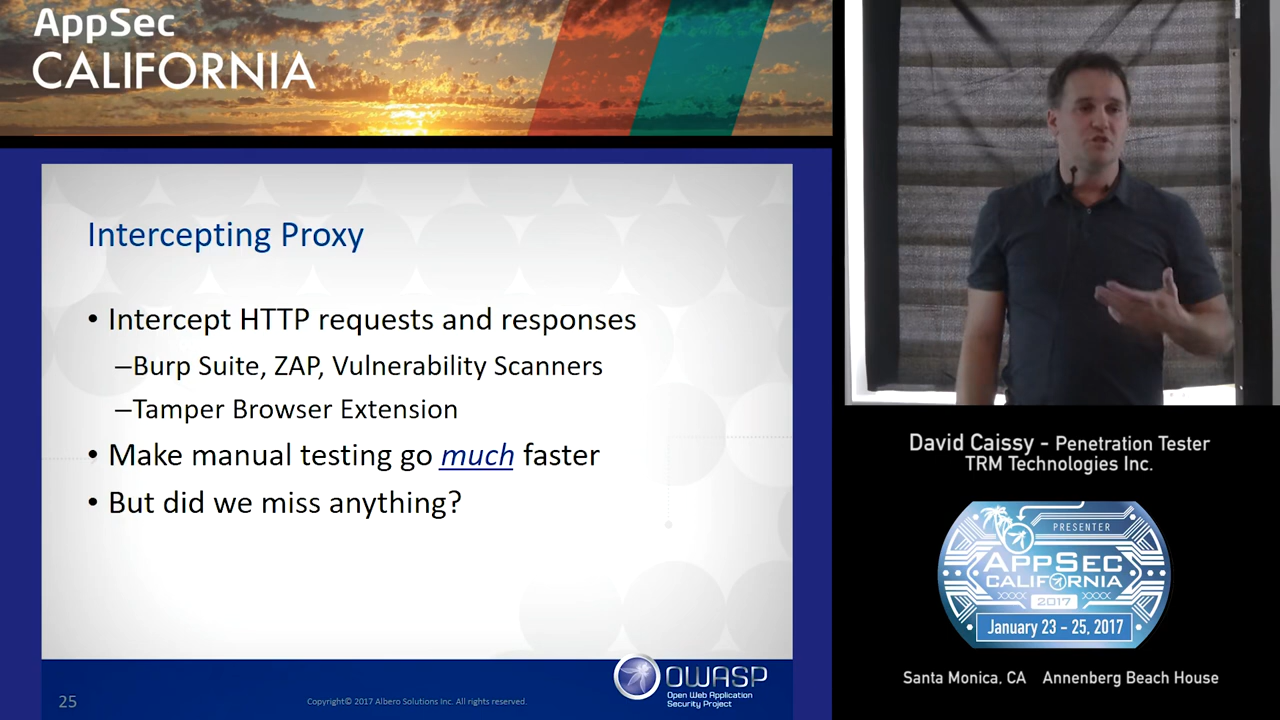 AppSec
CALIFORNIA
Intercepting Proxy
• Intercept HTTP requests and responses
–Burp Suite, ZAP, Vulnerability Scanners
–Tamper Browser Extension
• Make manual testing go much faster
• But did we miss anything?
25
Copyright© 2017 Albero Solutions Inc. All rights reserved.
OWASP
Open Web Application
Security Project
David Caissy - Penetration Tester
TRM Technologies Inc.
PRESENTER
APPSEC
CALIFORNIA
2017
January 23 - 25, 2017
Santa Monica, CA Annenberg Beach House